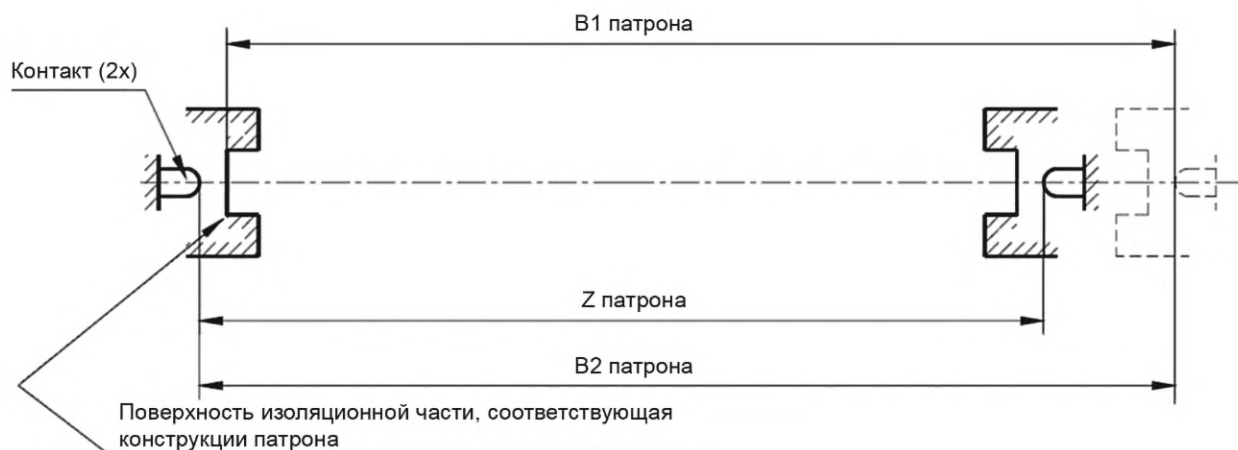 B1 патрона
Контакт (2x)
Z патрона
B2 патрона
Поверхность изоляционной части, соответствующая
конструкции патрона